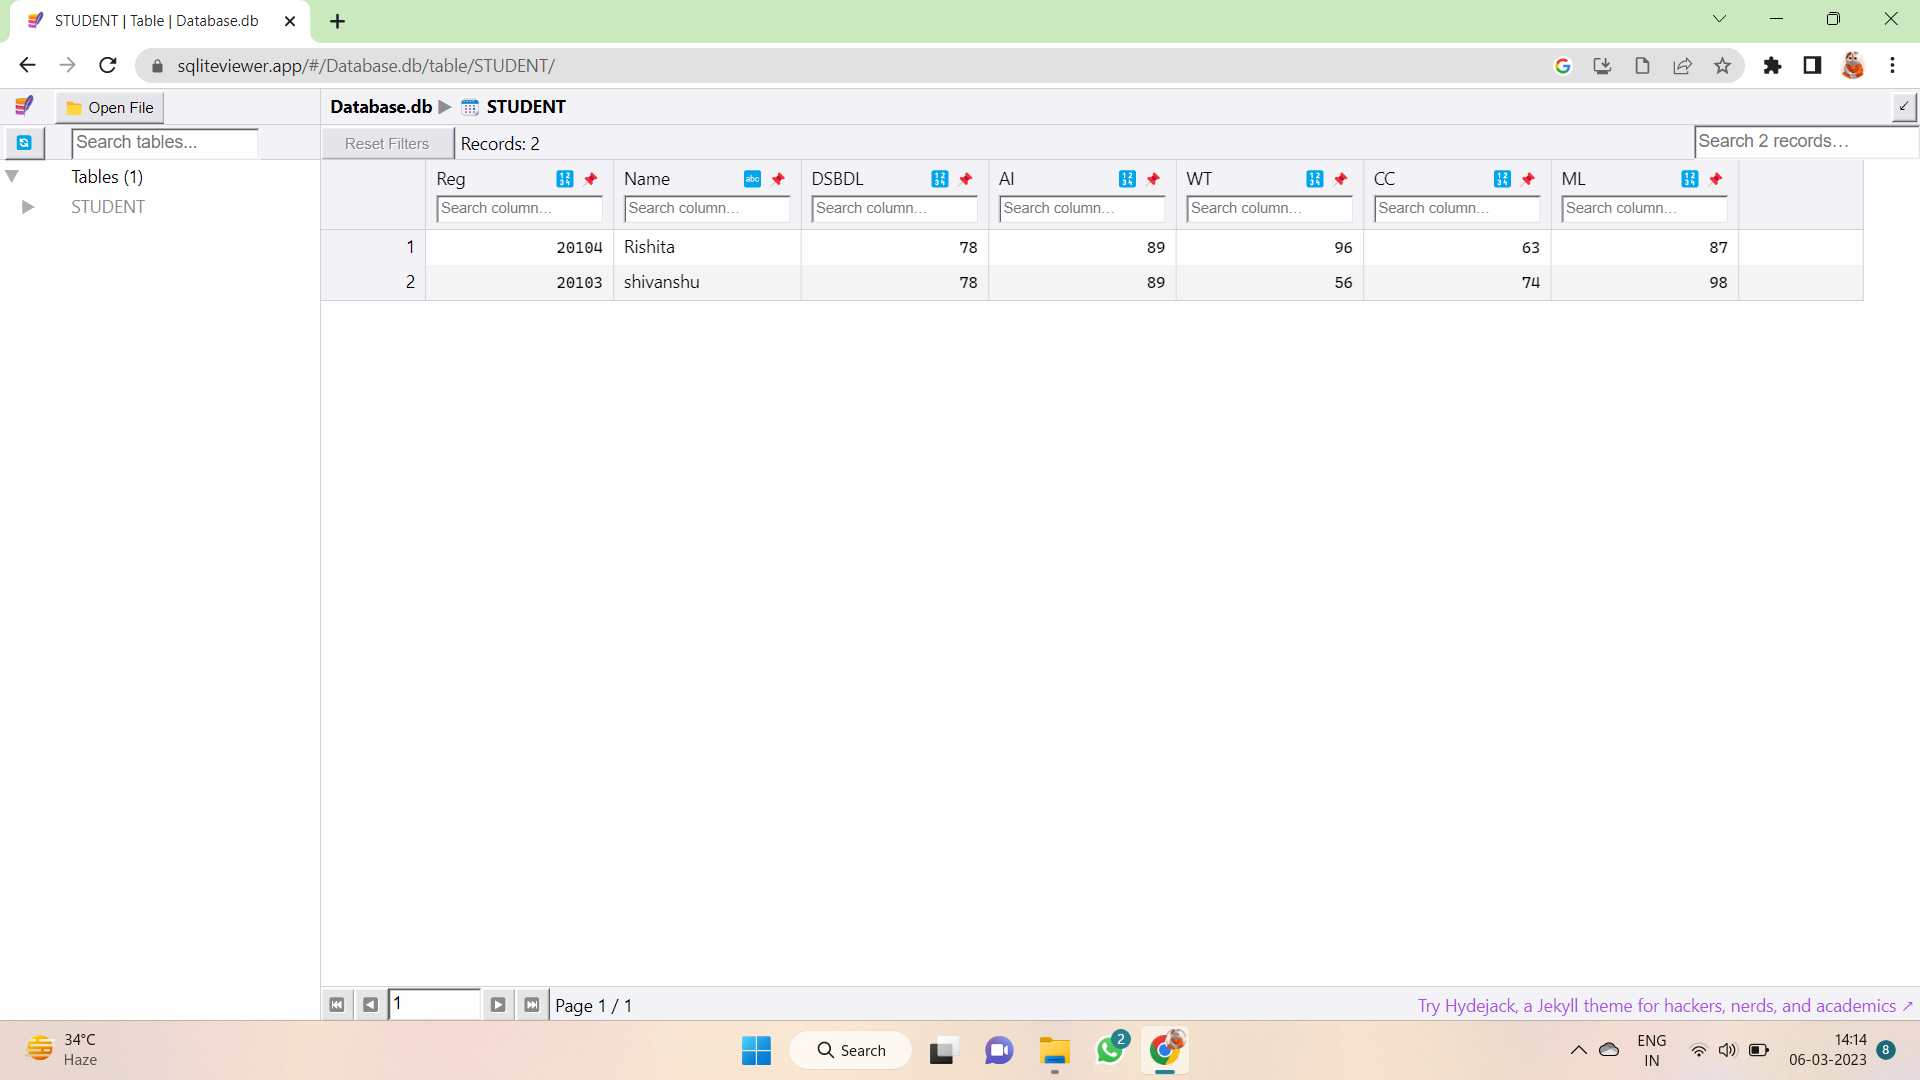 STUDENT | Table | Database.db
sqliteviewer.app/#/Database.db/table/STUDENT/
Open File
Database.db STUDENT
Search tables...
Reset Filters Records: 2 Search 2 records...
Tables (1)
STUDENT
Reg Name DSBDL AI WT CC ML
Search column... Search column... Search column... Search column... Search column... Search column... Search column...
1 20104 Rishita 78 89 96 63 87
2 20103 shivanshu 78 89 56 74 98
1 Page 1 / 1 Try Hydejack, a Jekyll theme for hackers, nerds, and academics ↗
34°C
Haze
Search
2
ENG
IN
14:14
06-03-2023
8